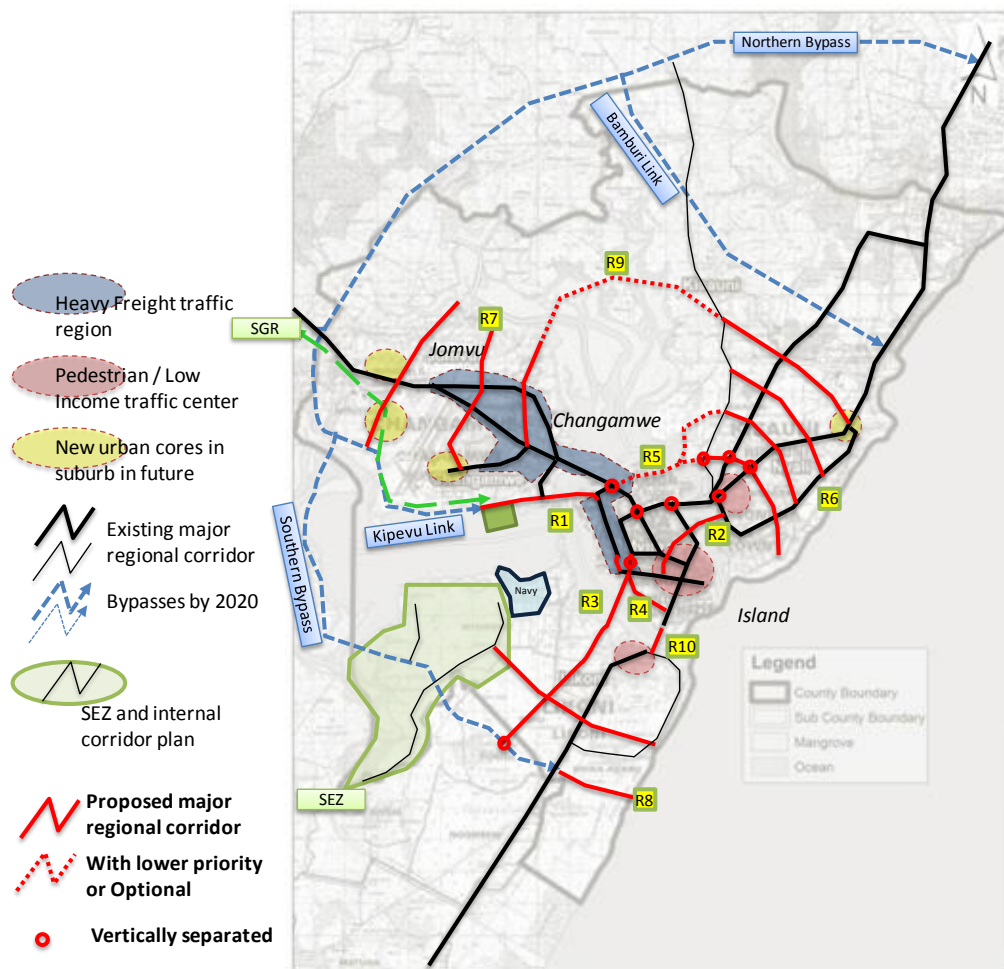 Northern Bypass
N
Bamburi Link
R9
Heavy Freight traffic
region
SGR
R7
Jomvu
Pedestrian / Low
Income traffic center
Changamwe
New urban cores in
suburb in future
R5
R6
Existing major
regional corridor
Kipevu Link
R1
R2
Bypasses by 2020
Southern Bypass
Navy
R3
R4
Island
R10
Legend
County Boundary
Sub County Boundary
Mangrove
Ocean
SEZ and internal
corridor plan
SEZ
R8
Proposed major
regional corridor
With lower priority
or Optional
Vertically separated